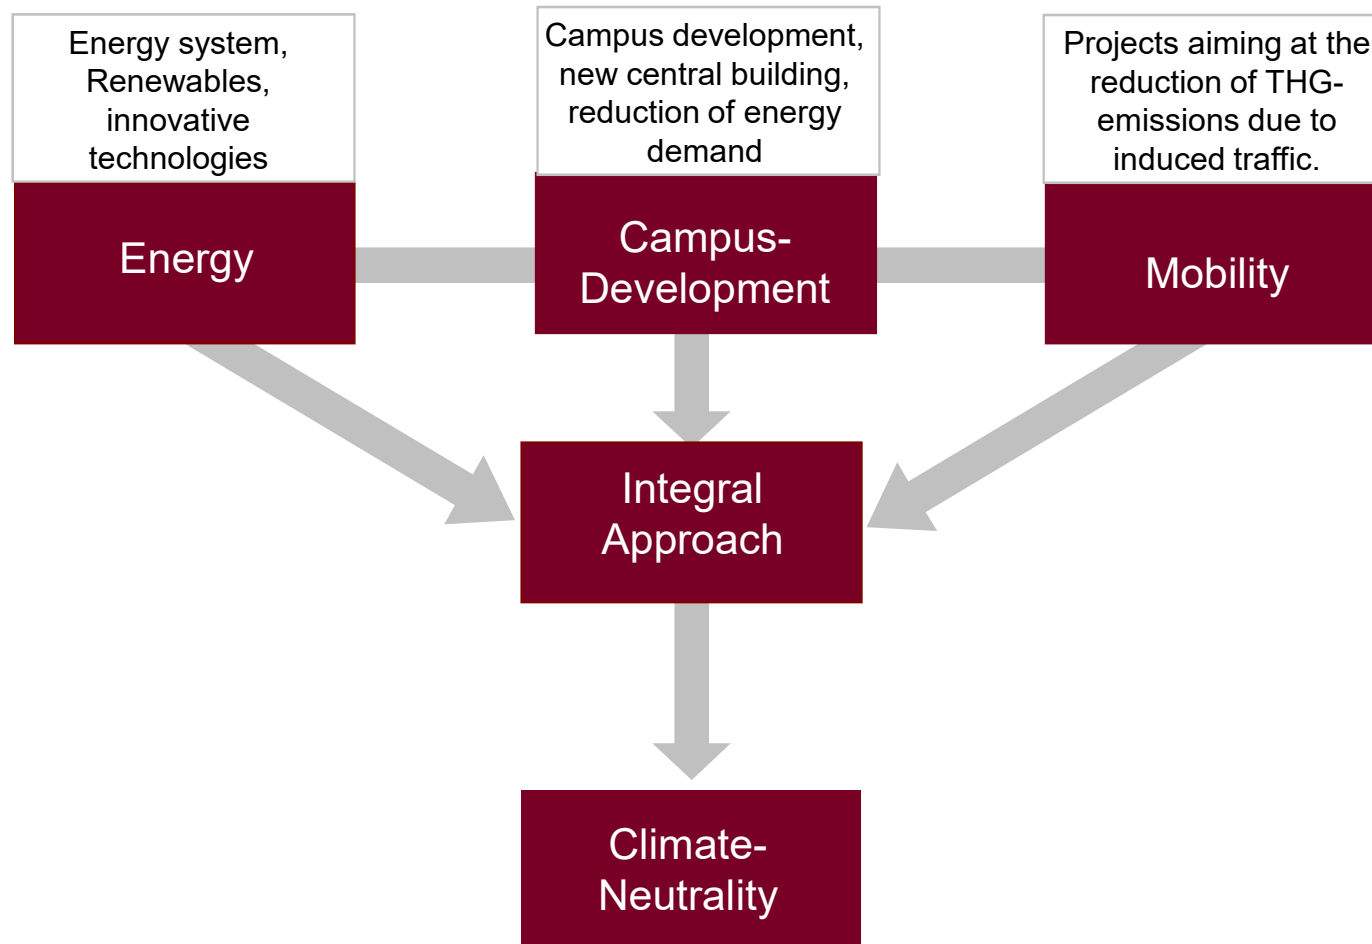 Energy system,
Renewables,
innovative
technologies
Campus development,
new central building,
reduction of energy
demand
Projects aiming at the
reduction of THG-
emissions due to
induced traffic.
Energy
Campus-
Development
Mobility
Integral
Approach
Climate-
Neutrality